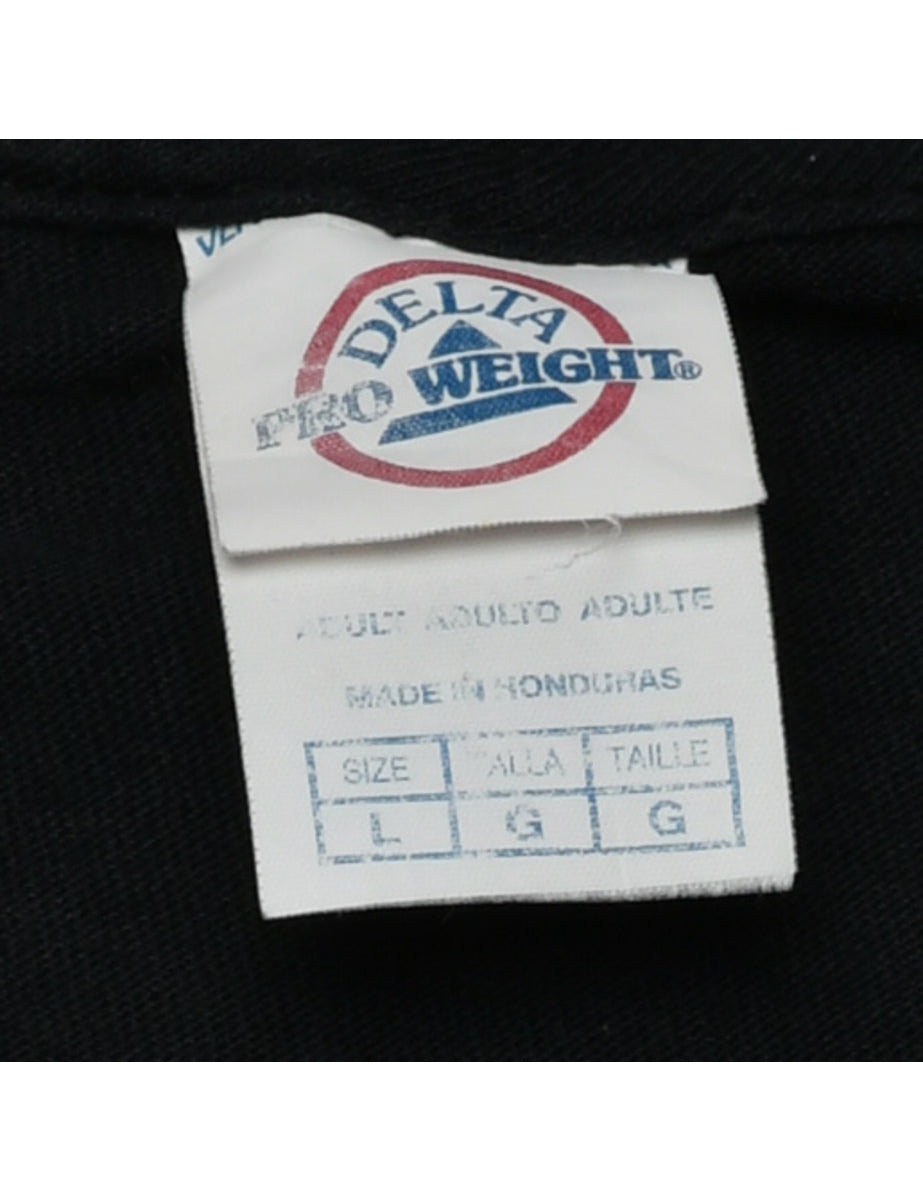 DELTA
PRO WEIGHT®
ADULT ADULTO ADULTE
MADE IN HONDURAS
SIZE TALLA TAILLE
L G G